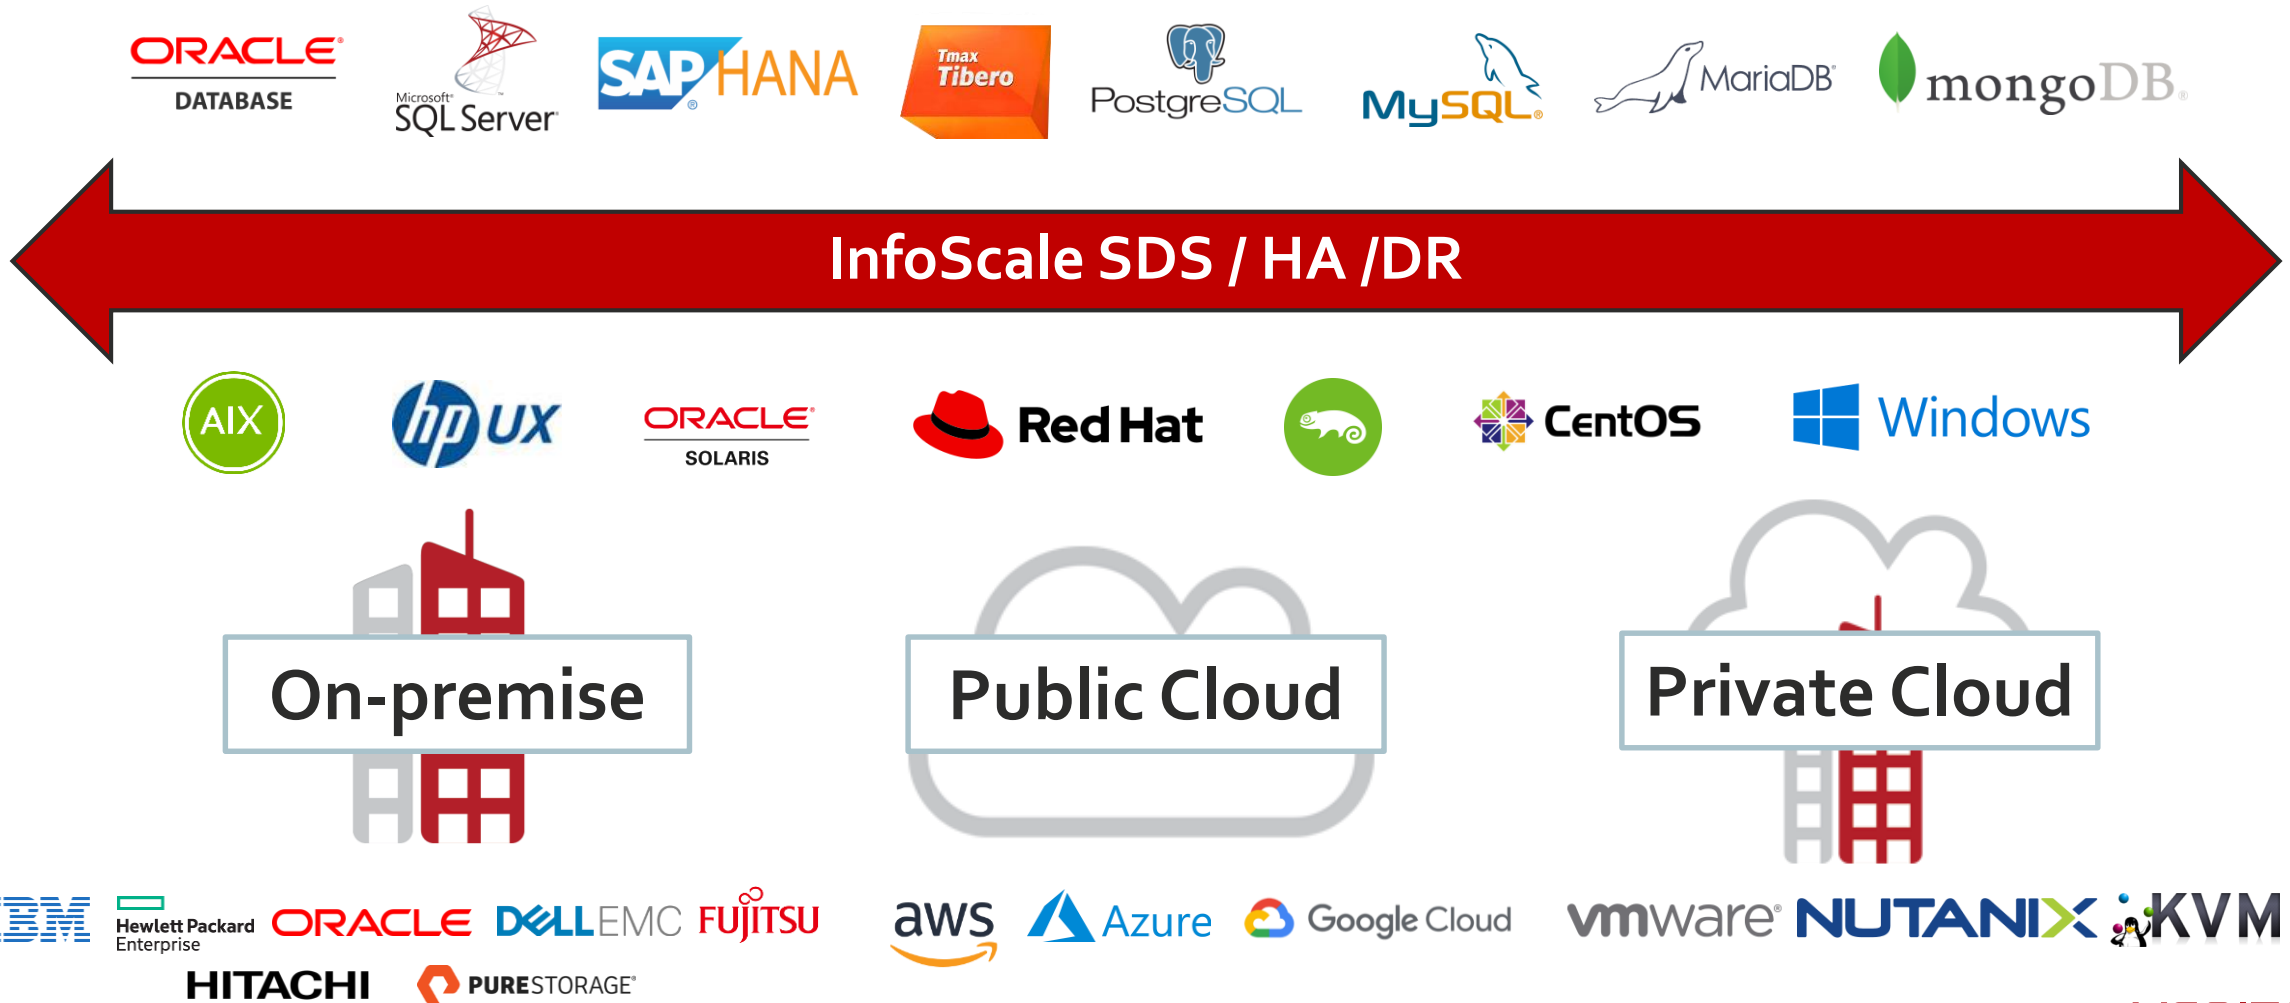 ORACLE®
DATABASE
Microsoft®
SQL Server®
SAP® HANA
Tmax
Tibero
PostgreSQL
MySQL®
MariaDB®
mongoDB®
InfoScale SDS / HA /DR
AIX
hp UX
ORACLE®
SOLARIS
Red Hat
CentOS
Windows
On-premise
Public Cloud
Private Cloud
IBM
Hewlett Packard
Enterprise
ORACLE
DELLEMC
FUJITSU
HITACHI
PURESTORAGE®
aws
Azure
Google Cloud
vmware®
NUTANIX
KVM